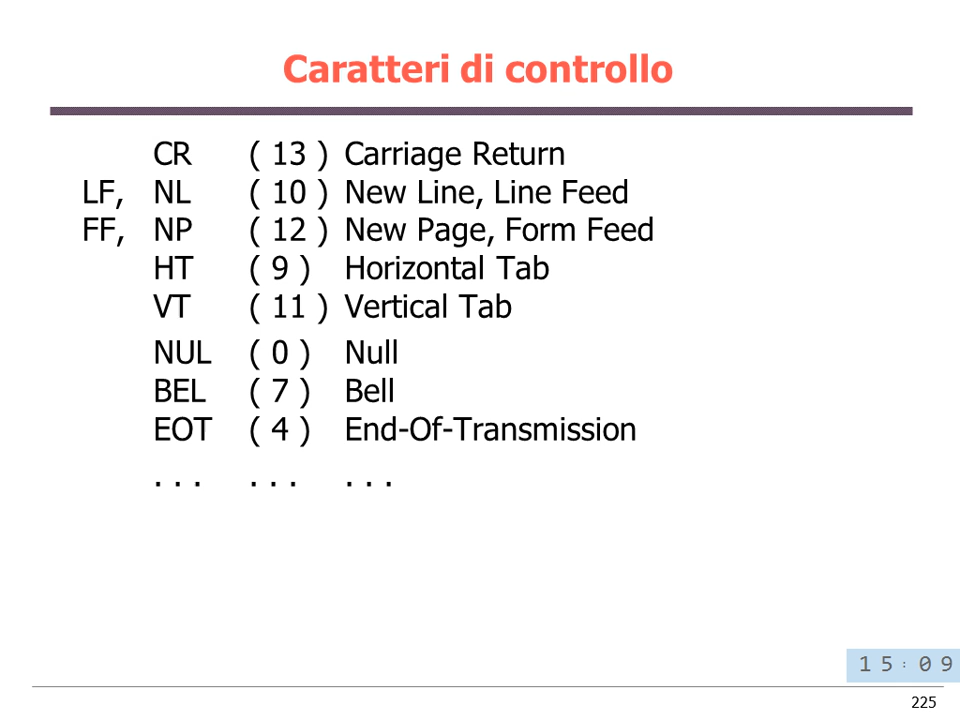 Caratteri di controllo
CR ( 13 ) Carriage Return
LF, NL ( 10 ) New Line, Line Feed
FF, NP ( 12 ) New Page, Form Feed
HT ( 9 ) Horizontal Tab
VT ( 11 ) Vertical Tab
NUL ( 0 ) Null
BEL ( 7 ) Bell
EOT ( 4 ) End-Of-Transmission
. . . . . . . . .
1 5 : 0 9
225